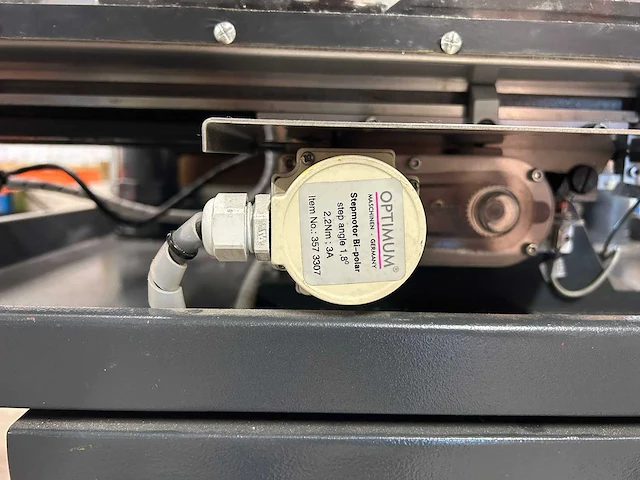 OPTIMUM®
MASCHINEN - GERMANY
Stepmotor Bi-polar
step angle 1,8°
2,2Nm ; 3A
Item No.: 357 3307